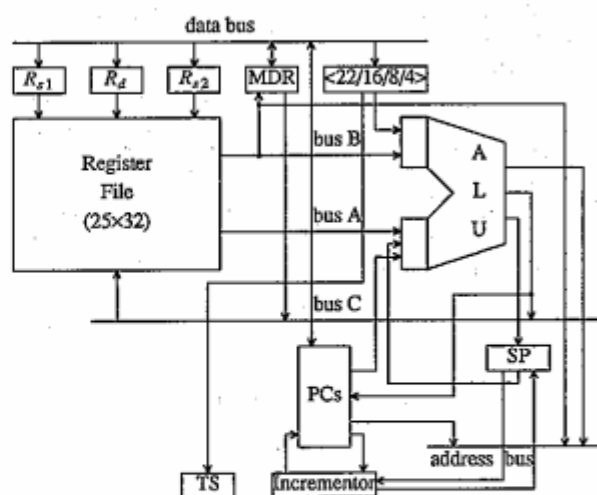 data bus
Rs1 Rd Rs2 MDR <22/16/8/4>
bus B
Register
File
(25×32)
bus A
A
L
U
bus C
PCs
SP
address bus
TS
Incrementor